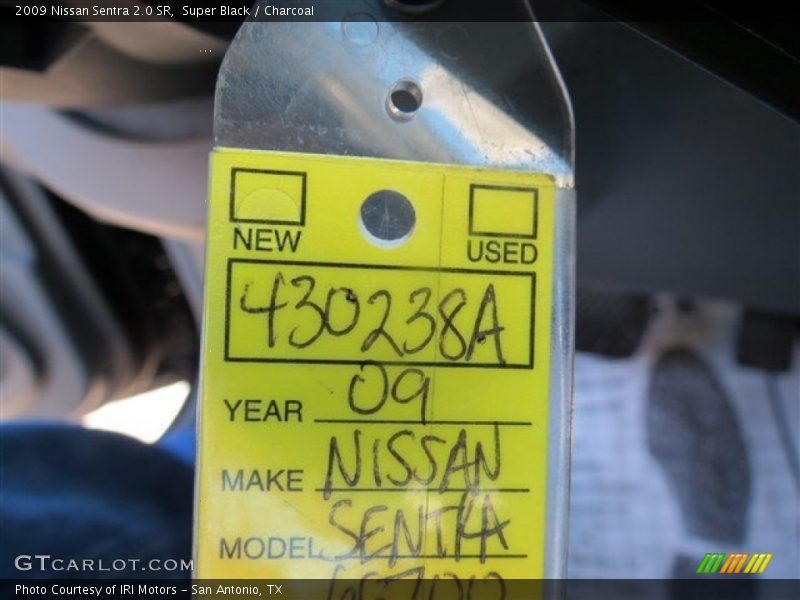 2009 Nissan Sentra 2.0 SR,  Super Black / Charcoal
NEW USED
430238A
YEAR 09
MAKE NISSAN
MODEL SENTRA
GTCARLOT.COM
Photo Courtesy of IRI Motors – San Antonio, TX